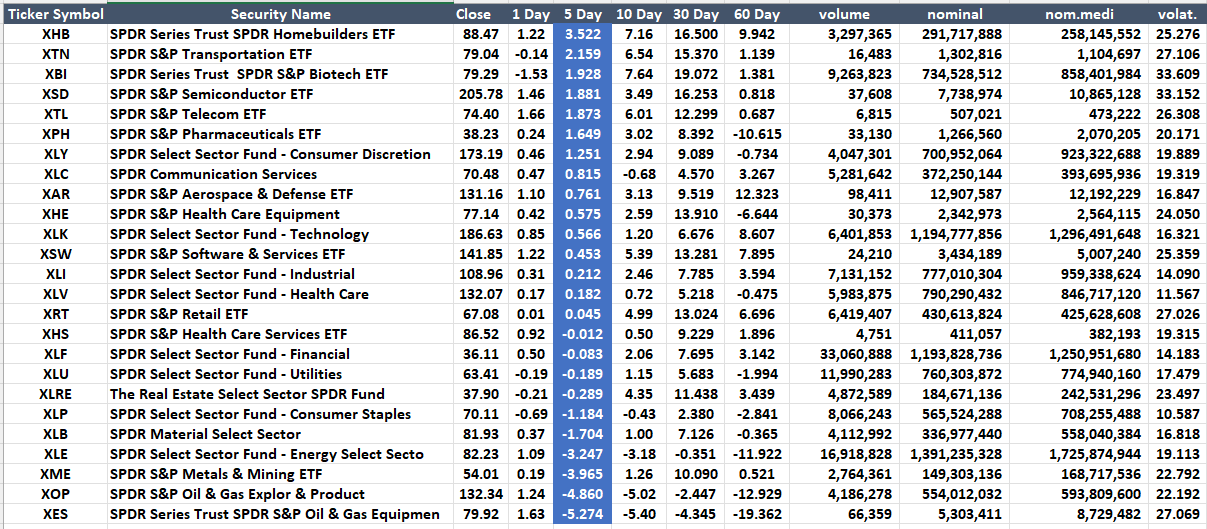 Ticker Symbol Security Name Close 1 Day 5 Day 10 Day 30 Day 60 Day volume nominal nom.medi volat.
XHB SPDR Series Trust SPDR Homebuilders ETF 88.47 1.22 3.522 7.16 16.500 9.942 3,297,365 291,717,888 258,145,552 25.276
XTN SPDR S&P Transportation ETF 79.04 -0.14 2.159 6.54 15.370 1.139 16,483 1,302,816 1,104,697 27.106
XBI SPDR Series Trust SPDR S&P Biotech ETF 79.29 -1.53 1.928 7.64 19.072 1.381 9,263,823 734,528,512 858,401,984 33.609
XSD SPDR S&P Semiconductor ETF 205.78 1.46 1.881 3.49 16.253 0.818 37,608 7,738,974 10,865,128 33.152
XTL SPDR S&P Telecom ETF 74.40 1.66 1.873 6.01 12.299 0.687 6,815 507,021 473,222 26.308
XPH SPDR S&P Pharmaceuticals ETF 38.23 0.24 1.649 3.02 8.392 -10.615 33,130 1,266,560 2,070,205 20.171
XLY SPDR Select Sector Fund - Consumer Discretion 173.19 0.46 1.251 2.94 9.089 -0.734 4,047,301 700,952,064 923,322,688 19.889
XLC SPDR Communication Services 70.48 0.47 0.815 -0.68 4.570 3.267 5,281,642 372,250,144 393,695,936 19.319
XAR SPDR S&P Aerospace & Defense ETF 131.16 1.10 0.761 3.13 9.519 12.323 98,411 12,907,587 12,192,229 16.847
XHE SPDR S&P Health Care Equipment 77.14 0.42 0.575 2.59 13.910 -6.644 30,373 2,342,973 2,564,115 24.050
XLK SPDR Select Sector Fund - Technology 186.63 0.85 0.566 1.20 6.676 8.607 6,401,853 1,194,777,856 1,296,491,648 16.321
XSW SPDR S&P Software & Services ETF 141.85 1.22 0.453 5.39 13.281 7.895 24,210 3,434,189 5,007,240 25.359
XLI SPDR Select Sector Fund - Industrial 108.96 0.31 0.212 2.46 7.785 3.594 7,131,152 777,010,304 959,338,624 14.090
XLV SPDR Select Sector Fund - Health Care 132.07 0.17 0.182 0.72 5.218 -0.475 5,983,875 790,290,432 846,717,120 11.567
XRT SPDR S&P Retail ETF 67.08 0.01 0.045 4.99 13.024 6.696 6,419,407 430,613,824 425,628,608 27.026
XHS SPDR S&P Health Care Services ETF 86.52 0.92 -0.012 0.50 9.229 1.896 4,751 411,057 382,193 19.315
XLF SPDR Select Sector Fund - Financial 36.11 0.50 -0.083 2.06 7.695 3.142 33,060,888 1,193,828,736 1,250,951,680 14.183
XLU SPDR Select Sector Fund - Utilities 63.41 -0.19 -0.189 1.15 5.683 -1.994 11,990,283 760,303,872 774,940,160 17.479
XLRE The Real Estate Select Sector SPDR Fund 37.90 -0.21 -0.289 4.35 11.438 3.439 4,872,589 184,671,136 242,531,296 23.497
XLP SPDR Select Sector Fund - Consumer Staples 70.11 -0.69 -1.184 -0.43 2.380 -2.841 8,066,243 565,524,288 708,255,488 10.587
XLB SPDR Material Select Sector 81.93 0.37 -1.704 1.00 7.126 -0.365 4,112,992 336,977,440 558,040,384 16.818
XLE SPDR Select Sector Fund - Energy Select Secto 82.23 1.09 -3.247 -3.18 -0.351 -11.922 16,918,828 1,391,235,328 1,725,874,944 19.113
XME SPDR S&P Metals & Mining ETF 54.01 0.19 -3.965 1.26 10.090 0.521 2,764,361 149,303,136 168,717,536 22.792
XOP SPDR S&P Oil & Gas Explor & Product 132.34 1.24 -4.860 -5.02 -2.447 -12.929 4,186,278 554,012,032 593,809,600 22.192
XES SPDR Series Trust SPDR S&P Oil & Gas Equipmen 79.92 1.63 -5.274 -5.40 -4.345 -19.362 66,359 5,303,411 8,729,482 27.069